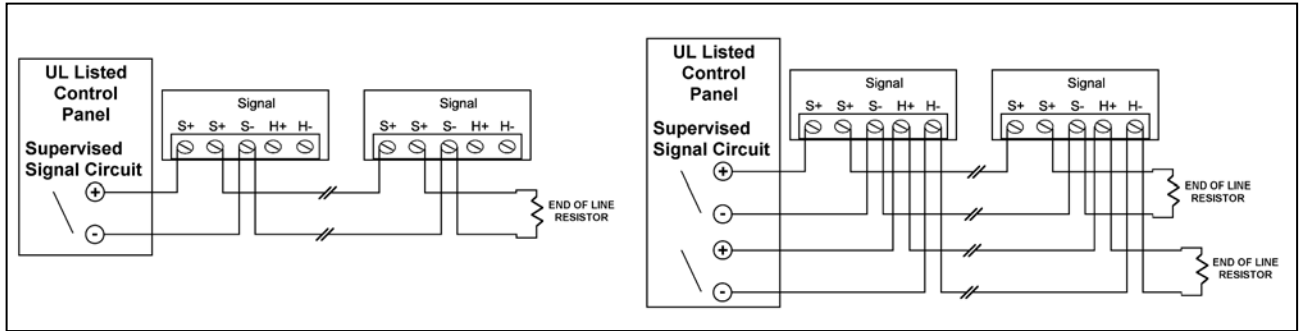 UL Listed
Control
Panel
Supervised
Signal Circuit
+
-
Signal
S+ S+ S- H+ H-
Signal
S+ S+ S- H+ H-
END OF LINE
RESISTOR
UL Listed
Control
Panel
Supervised
Signal Circuit
+
-
+
-
Signal
S+ S+ S- H+ H-
Signal
S+ S+ S- H+ H-
END OF LINE
RESISTOR
END OF LINE
RESISTOR